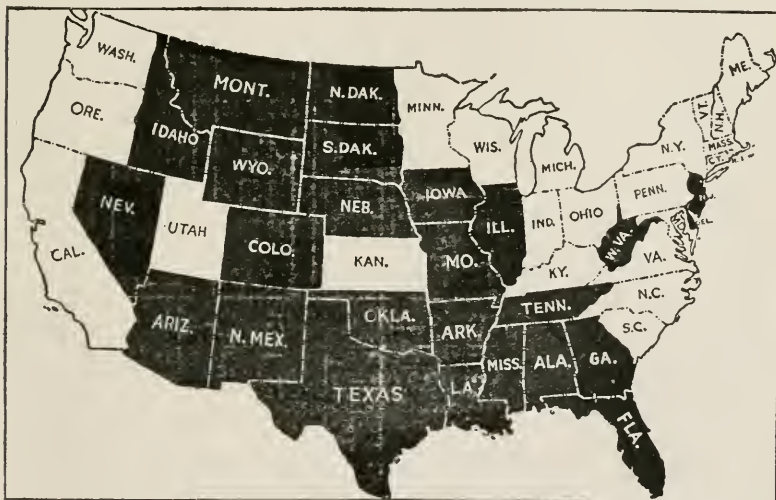 WASH.
ME.
MONT.
N.DAK.
MINN.
VT.
N.H.
ORE.
IDAHO
WIS.
N.Y.
MASS.
S.DAK.
MICH.
CT.
R.I.
WYO.
IOWA
PENN.
NEB.
NEV.
ILL.
IND.
OHIO
UTAH
W.VA.
COLO.
CAL.
KAN.
MO.
KY.
VA.
N.C.
TENN.
ARIZ.
N.MEX.
OKLA.
ARK.
S.C.
MISS.
ALA.
GA.
TEXAS
LA.
FLA.